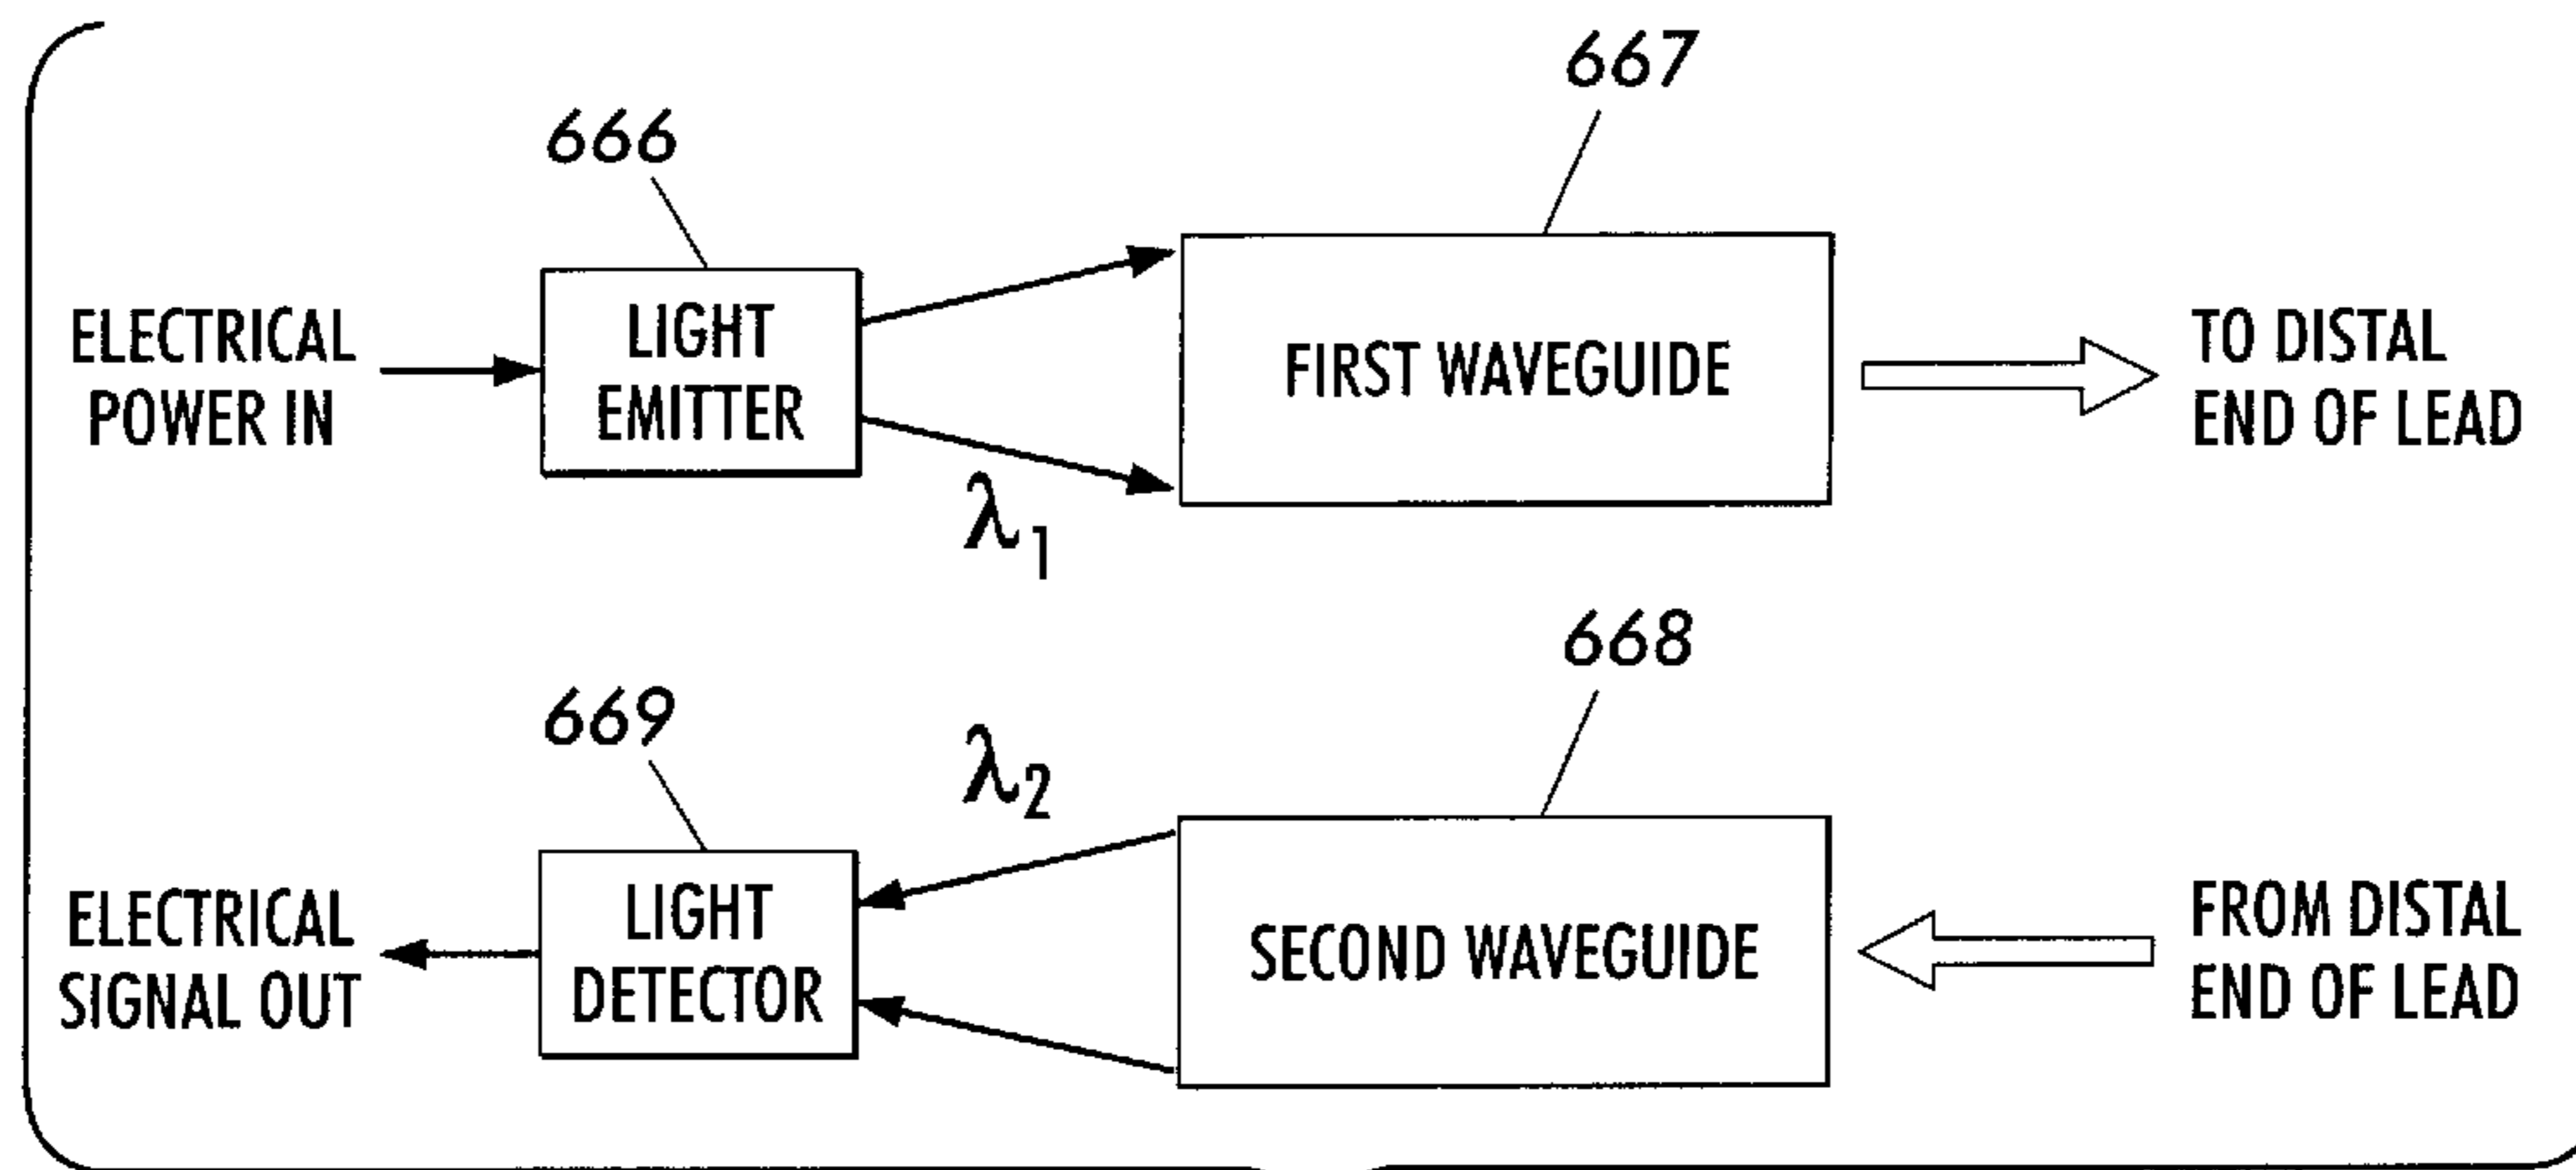 667
666
ELECTRICAL
POWER IN
LIGHT
EMITTER
FIRST WAVEGUIDE
TO DISTAL
END OF LEAD
λ1
668
669
λ2
ELECTRICAL
SIGNAL OUT
LIGHT
DETECTOR
SECOND WAVEGUIDE
FROM DISTAL
END OF LEAD